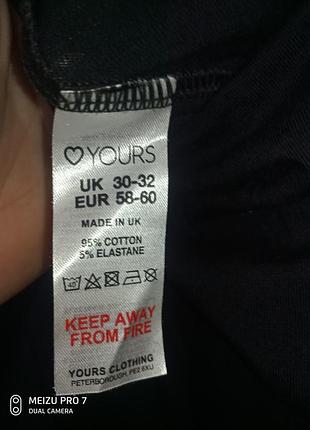 ♡YOURS
UK 30-32
EUR 58-60
MADE IN UK
95% COTTON
5% ELASTANE
40
KEEP AWAY
FROM FIRE
YOURS CLOTHING
PETERBOROUGH, PE2 6XU
MEIZU PRO 7
DUAL CAMERA